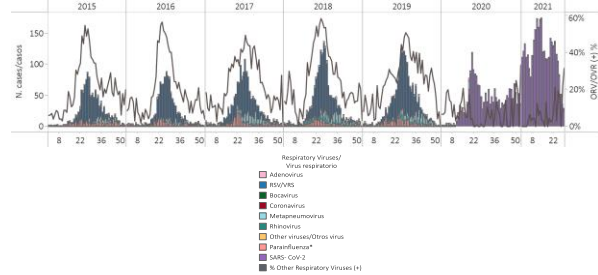 2015 2016 2017 2018 2019 2020 2021
150
100
50
0
N. cases/casos
60%
40%
20%
0%
ORV/OVR (+) %
8 22 36 50 8 22 36 50 8 22 36 50 8 22 36 50 8 22 36 50 8 22 36 50 8 22
Respiratory Viruses/
Virus respiratorio
Adenovirus
RSV/VRS
Bocavirus
Coronavirus
Metapneumovirus
Rhinovirus
Other viruses/Otros virus
Parainfluenza*
SARS- CoV-2
% Other Respiratory Viruses (+)